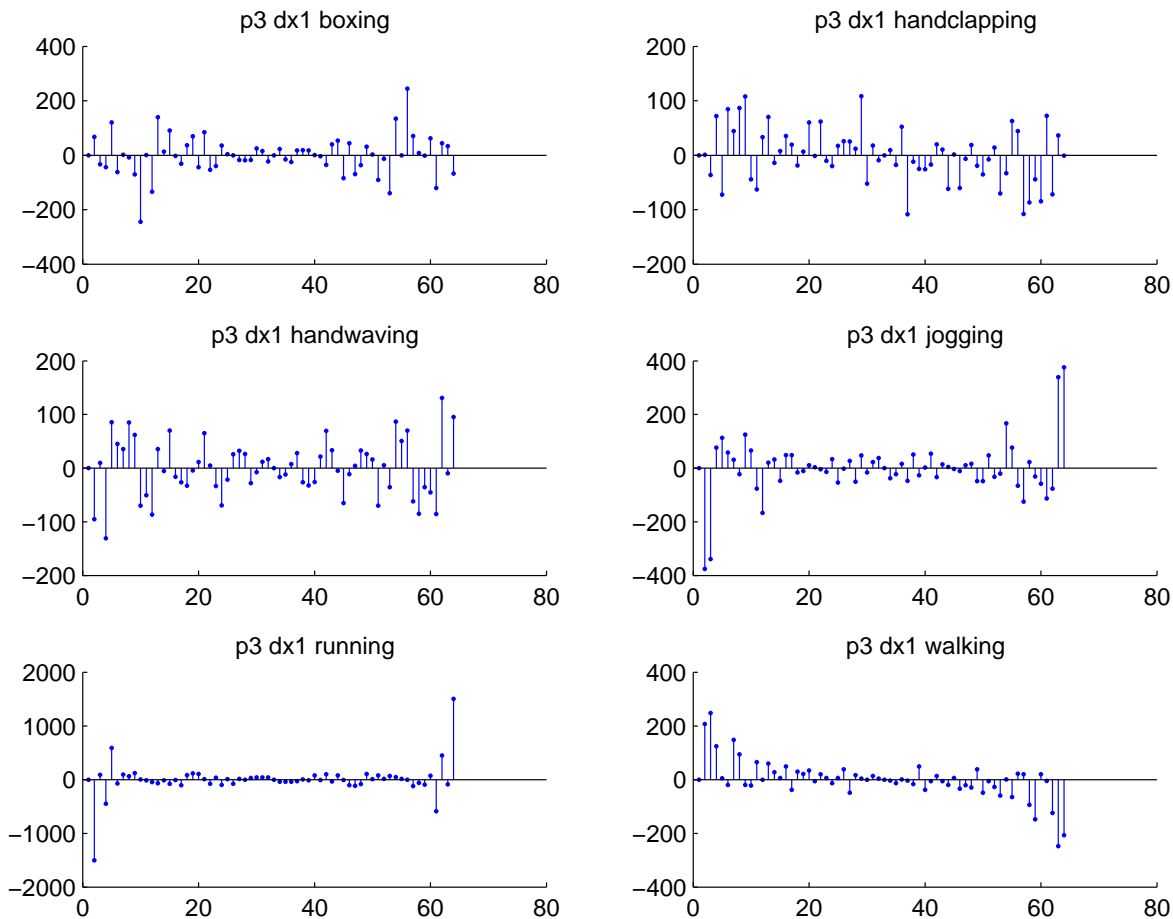 p3 dx1 boxing
400
200
0
−200
−400
0 20 40 60 80
p3 dx1 handclapping
200
100
0
−100
−200
0 20 40 60 80
p3 dx1 handwaving
200
100
0
−100
−200
0 20 40 60 80
p3 dx1 jogging
400
200
0
−200
−400
0 20 40 60 80
p3 dx1 running
2000
1000
0
−1000
−2000
0 20 40 60 80
p3 dx1 walking
400
200
0
−200
−400
0 20 40 60 80